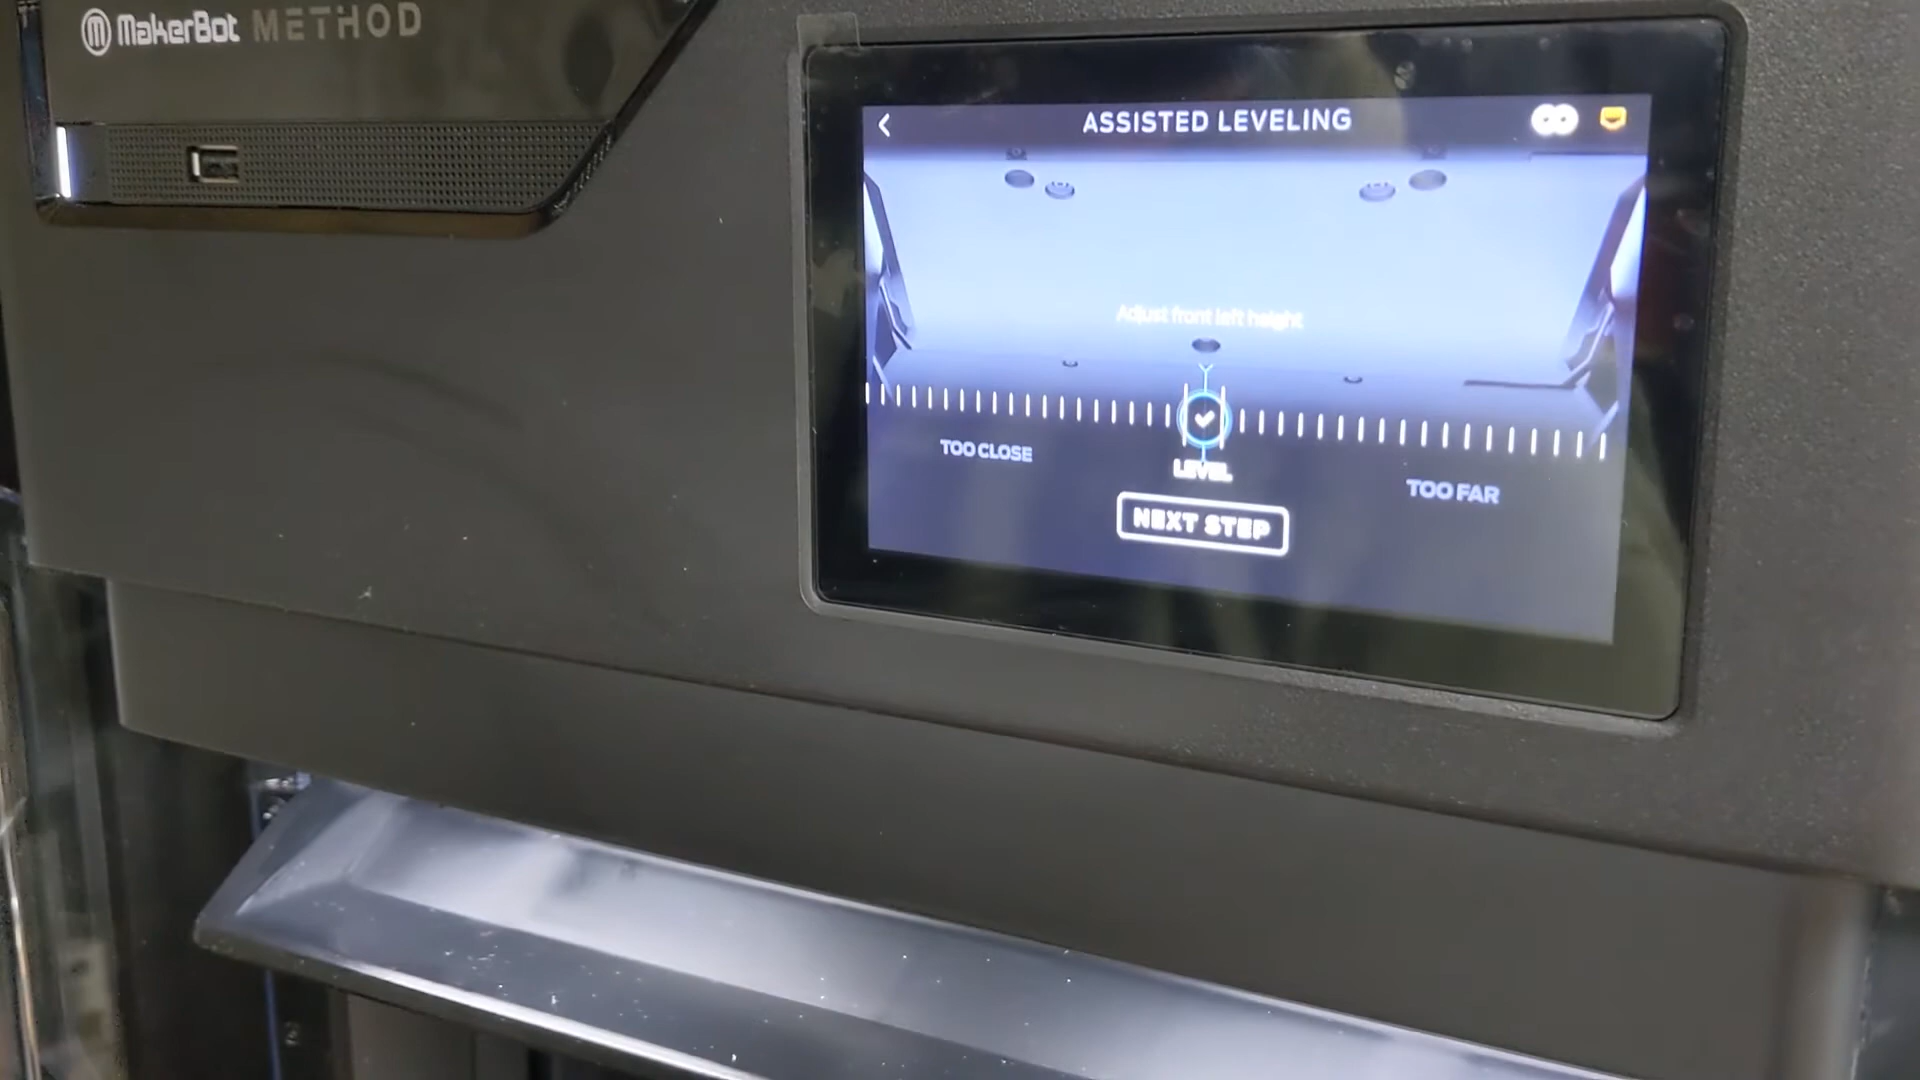 MakerBot METHOD
ASSISTED LEVELING
Adjust front left height
TOO CLOSE
LEVEL
TOO FAR
NEXT STEP